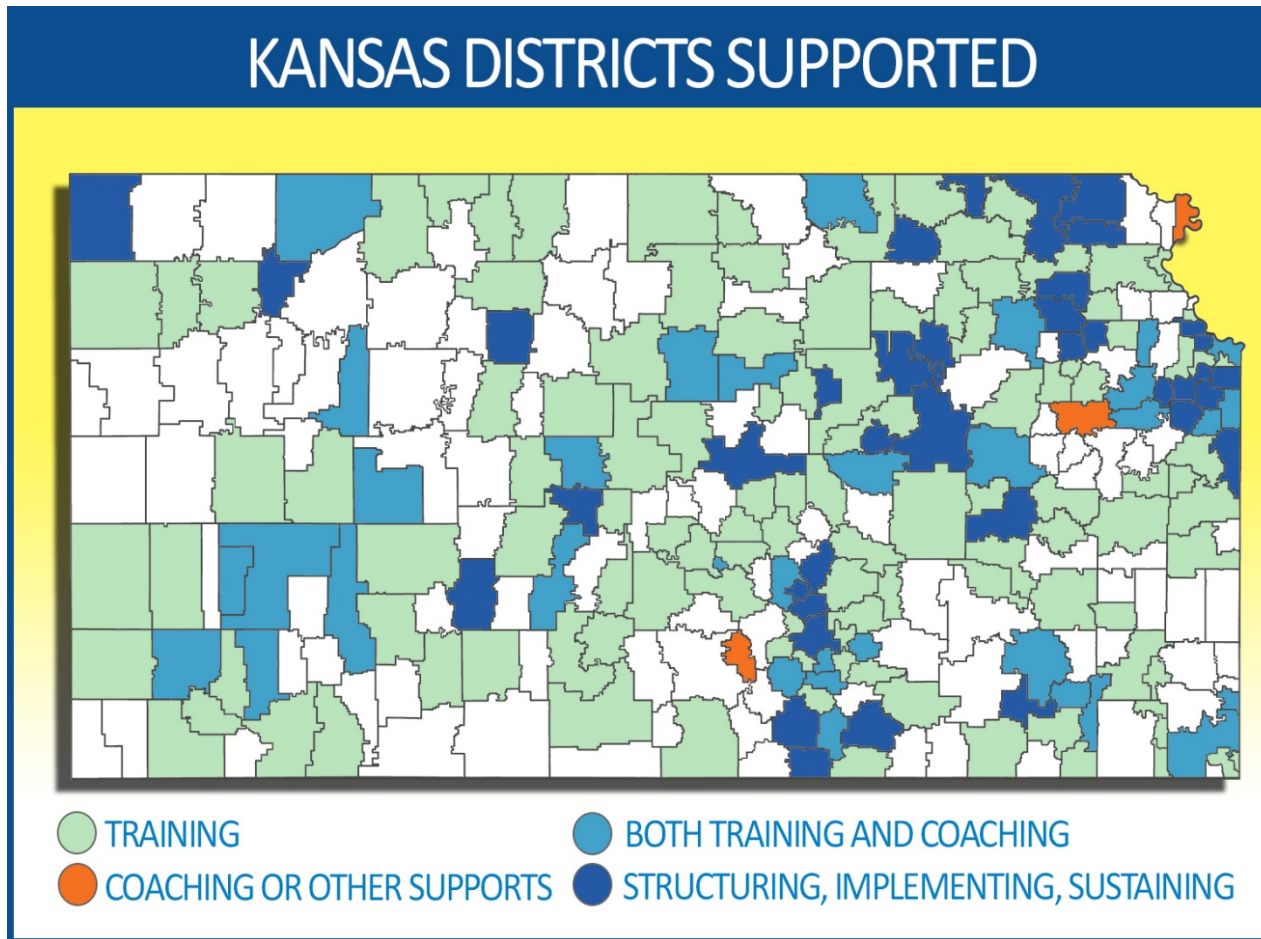 KANSAS DISTRICTS SUPPORTED
TRAINING
BOTH TRAINING AND COACHING
COACHING OR OTHER SUPPORTS
STRUCTURING, IMPLEMENTING, SUSTAINING